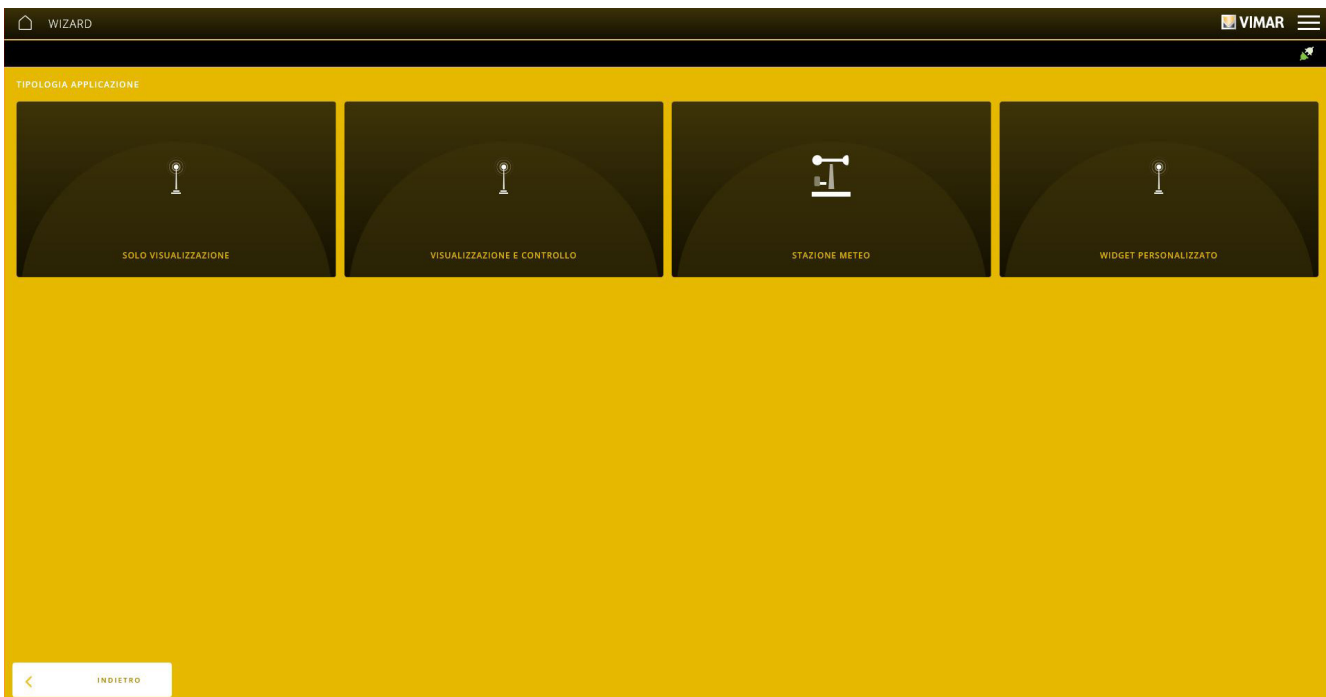 WIZARD
VIMAR
TIPOLOGIA APPLICAZIONE
SOLO VISUALIZZAZIONE
VISUALIZZAZIONE E CONTROLLO
STAZIONE METEO
WIDGET PERSONALIZZATO
INDIETRO